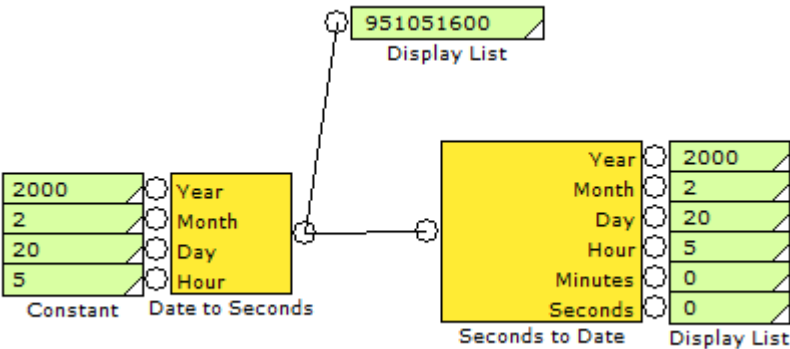 951051600
Display List
2000 Year
2 Month
20 Day
5 Hour
Constant Date to Seconds
Year 2000
Month 2
Day 20
Hour 5
Minutes 0
Seconds 0
Seconds to Date Display List